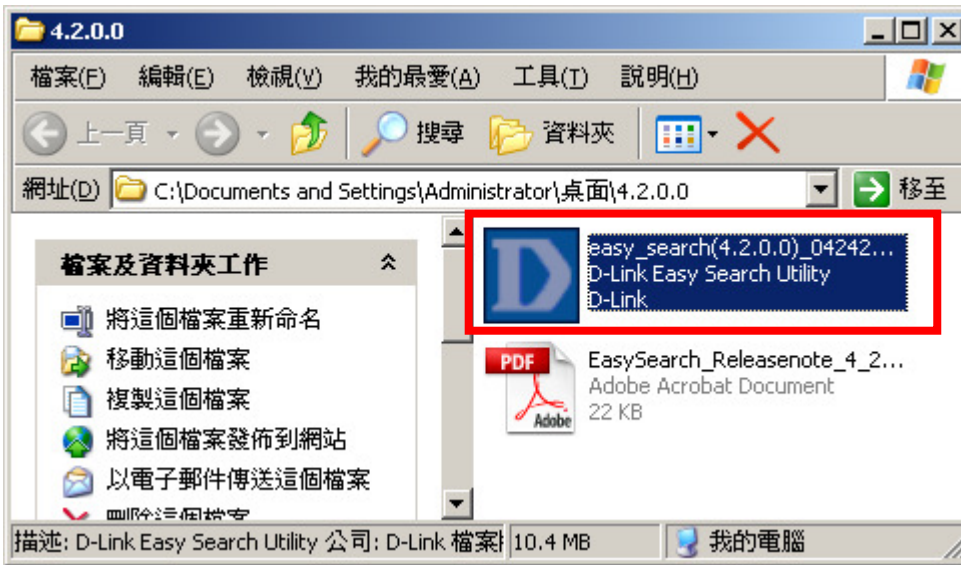 4.2.0.0
檔案(F) 編輯(E) 檢視(V) 我的最愛(A) 工具(T) 說明(H)
上一頁 搜尋 資料夾
網址(D) C:\Documents and Settings\Administrator\桌面\4.2.0.0 移至
檔案及資料夾工作
將這個檔案重新命名
移動這個檔案
複製這個檔案
將這個檔案發佈到網站
以電子郵件傳送這個檔案
刪除這個檔案
D
easy_search(4.2.0.0)_04242...
D-Link Easy Search Utility
D-Link
PDF
Adobe
EasySearch_Releasenote_4_2...
Adobe Acrobat Document
22 KB
描述: D-Link Easy Search Utility 公司: D-Link 檔案 10.4 MB 我的電腦